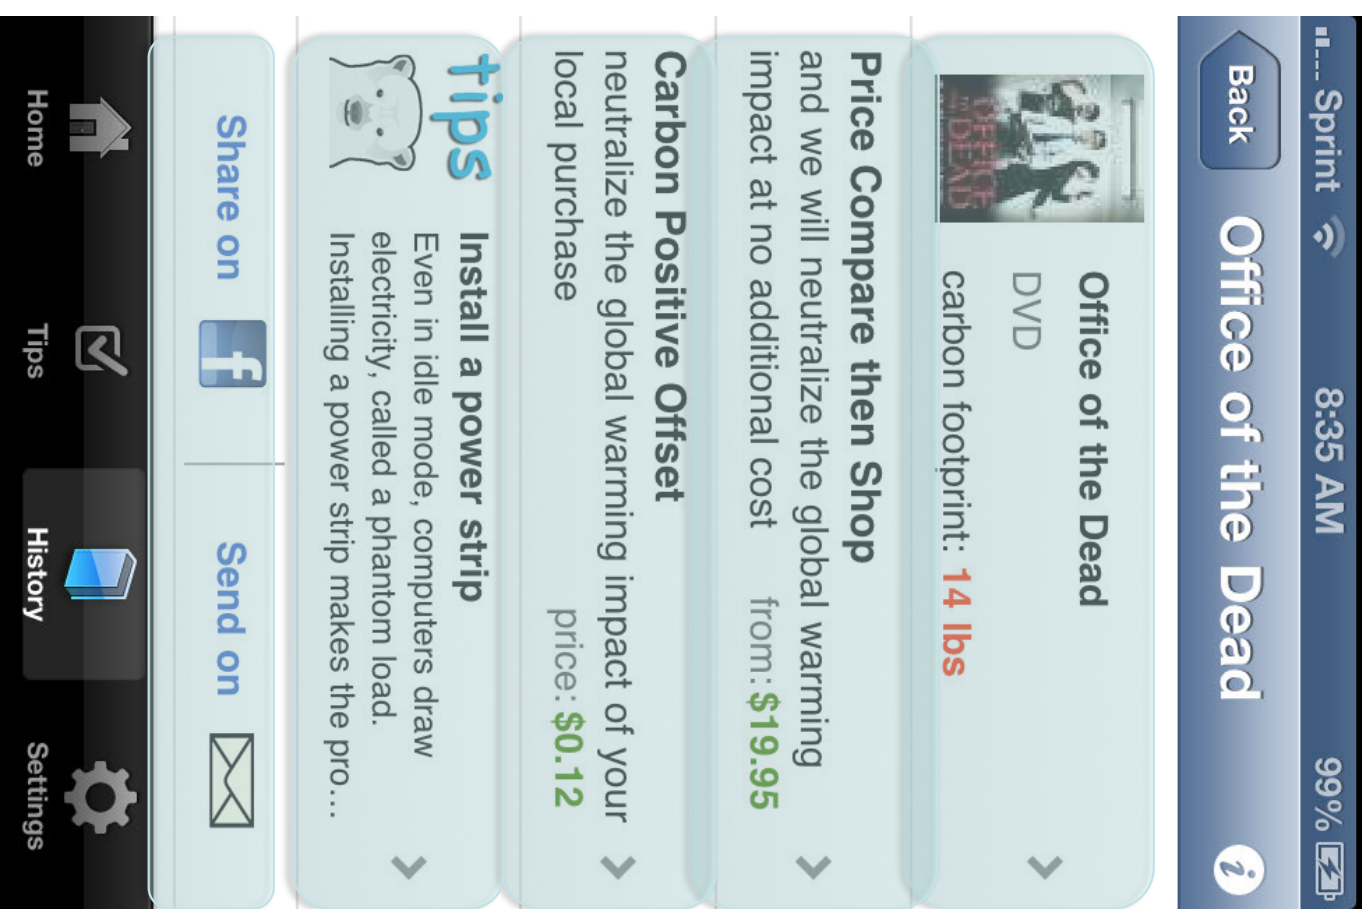 Sprint 8:35 AM 99%
Back Office of the Dead i
OFFICE
OF THE
DEAD
Office of the Dead
DVD
carbon footprint: 14 lbs
Price Compare then Shop
and we will neutralize the global warming
impact at no additional cost from: $19.95
Carbon Positive Offset
neutralize the global warming impact of your
local purchase price: $0.12
tips
Install a power strip
Even in idle mode, computers draw
electricity, called a phantom load.
Installing a power strip makes the pro...
Share on f Send on
Home Tips History Settings